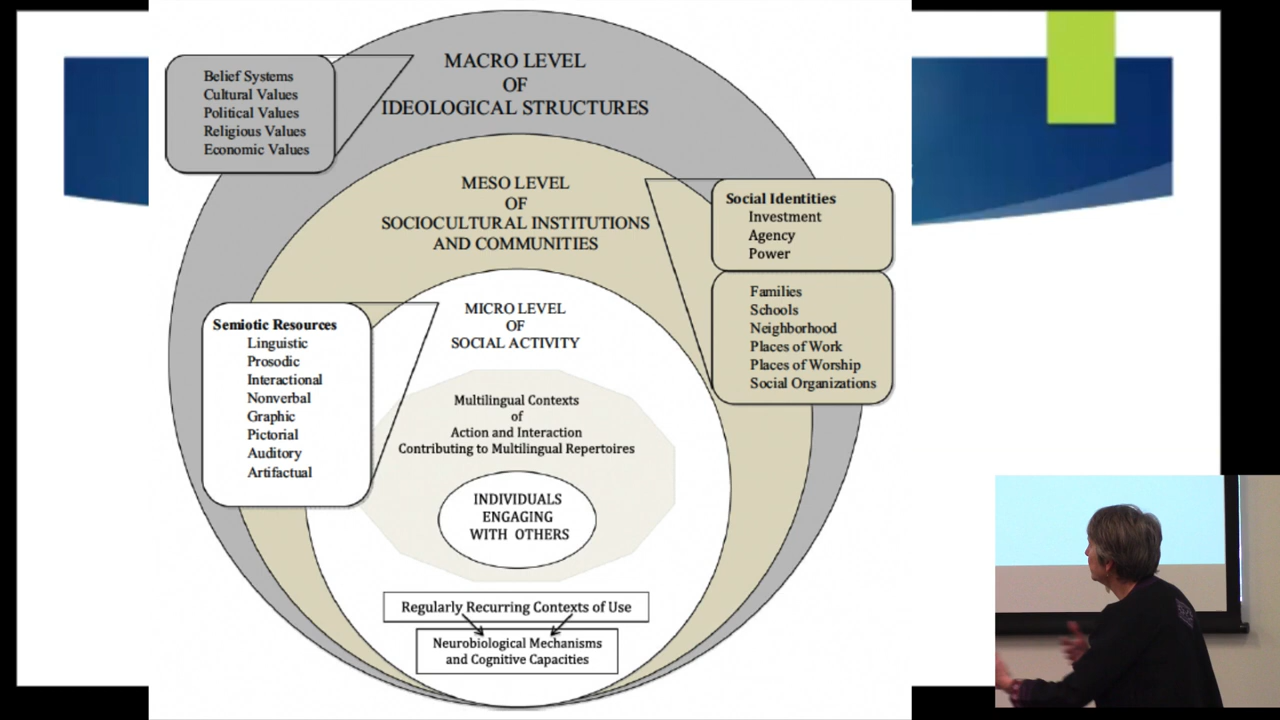 MACRO LEVEL
OF
IDEOLOGICAL STRUCTURES
Belief Systems
Cultural Values
Political Values
Religious Values
Economic Values
MESO LEVEL
OF
SOCIOCULTURAL INSTITUTIONS
AND COMMUNITIES
Social Identities
Investment
Agency
Power
Families
Schools
Neighborhood
Places of Work
Places of Worship
Social Organizations
MICRO LEVEL
OF
SOCIAL ACTIVITY
Semiotic Resources
Linguistic
Prosodic
Interactional
Nonverbal
Graphic
Pictorial
Auditory
Artifactual
Multilingual Contexts
of
Action and Interaction
Contributing to Multilingual Repertoires
INDIVIDUALS
ENGAGING
WITH OTHERS
Regularly Recurring Contexts of Use
Neurobiological Mechanisms
and Cognitive Capacities